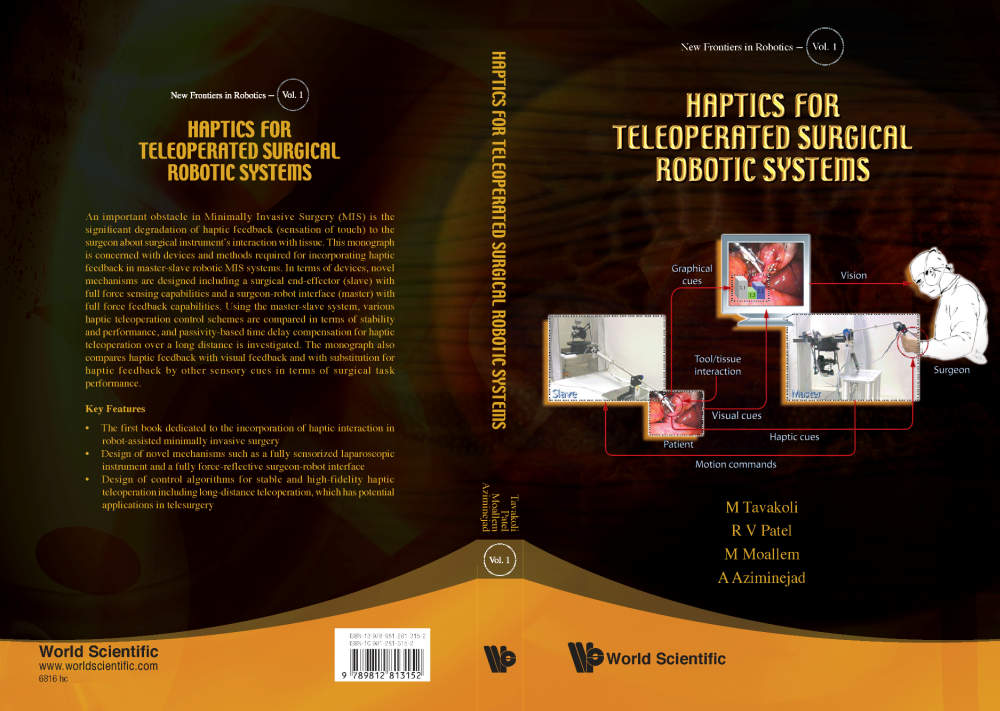 New Frontiers in Robotics – Vol. 1
HAPTICS FOR
TELEOPERATED SURGICAL
ROBOTIC SYSTEMS
An important obstacle in Minimally Invasive Surgery (MIS) is the
significant degradation of haptic feedback (sensation of touch) to the
surgeon about surgical instrument's interaction with tissue. This monograph
is concerned with devices and methods required for incorporating haptic
feedback in master-slave robotic MIS systems. In terms of devices, novel
mechanisms are designed including a surgical end-effector (slave) with
full force sensing capabilities and a surgeon-robot interface (master) with
full force feedback capabilities. Using the master-slave system, various
haptic teleoperation control schemes are compared in terms of stability
and performance, and passivity-based time delay compensation for haptic
teleoperation over a long distance is investigated. The monograph also
compares haptic feedback with visual feedback and with substitution for
haptic feedback by other sensory cues in terms of surgical task
performance.
Key Features
• The first book dedicated to the incorporation of haptic interaction in
robot-assisted minimally invasive surgery
• Design of novel mechanisms such as a fully sensorized laparoscopic
instrument and a fully force-reflective surgeon-robot interface
• Design of control algorithms for stable and high-fidelity haptic
teleoperation including long-distance teleoperation, which has potential
applications in telesurgery
World Scientific
www.worldscientific.com
6816 hc
9 789812 813152
HAPTICS FOR TELEOPERATED SURGICAL ROBOTIC SYSTEMS
Tavakoli
Patel
Moallem
Aziminejad
Vol. 1
New Frontiers in Robotics – Vol. 1
HAPTICS FOR
TELEOPERATED SURGICAL
ROBOTIC SYSTEMS
Graphical
cues
Vision
Tool/tissue
interaction
Surgeon
Slave
Master
Visual cues
Patient
Haptic cues
Motion commands
M Tavakoli
R V Patel
M Moallem
A Aziminejad
World Scientific